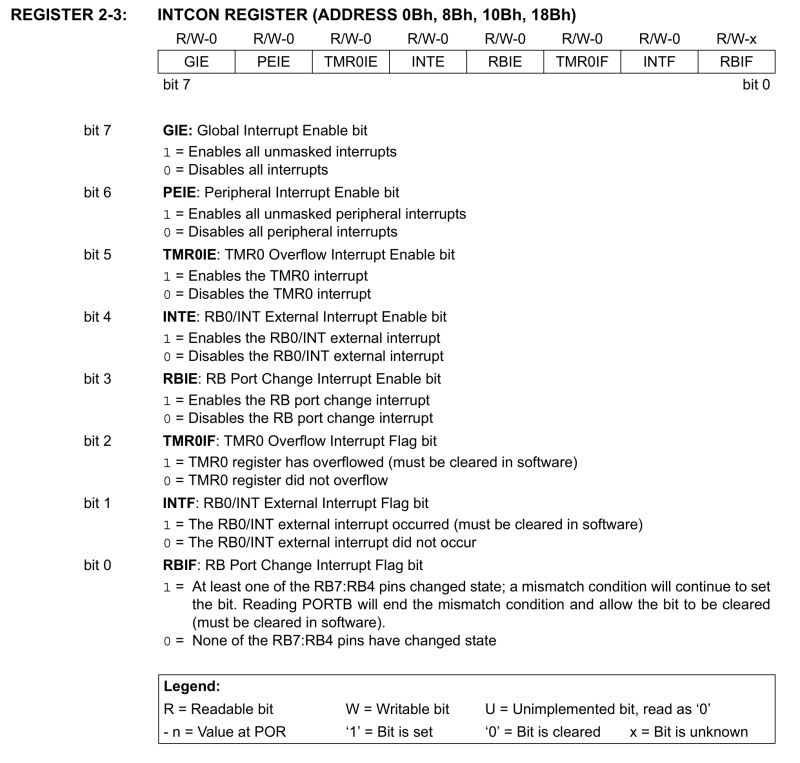 REGISTER 2-3: INTCON REGISTER (ADDRESS 0Bh, 8Bh, 10Bh, 18Bh)
R/W-0 R/W-0 R/W-0 R/W-0 R/W-0 R/W-0 R/W-0 R/W-x
GIE PEIE TMR0IE INTE RBIE TMR0IF INTF RBIF
bit 7 bit 0
bit 7 GIE: Global Interrupt Enable bit
1 = Enables all unmasked interrupts
0 = Disables all interrupts
bit 6 PEIE: Peripheral Interrupt Enable bit
1 = Enables all unmasked peripheral interrupts
0 = Disables all peripheral interrupts
bit 5 TMR0IE: TMR0 Overflow Interrupt Enable bit
1 = Enables the TMR0 interrupt
0 = Disables the TMR0 interrupt
bit 4 INTE: RB0/INT External Interrupt Enable bit
1 = Enables the RB0/INT external interrupt
0 = Disables the RB0/INT external interrupt
bit 3 RBIE: RB Port Change Interrupt Enable bit
1 = Enables the RB port change interrupt
0 = Disables the RB port change interrupt
bit 2 TMR0IF: TMR0 Overflow Interrupt Flag bit
1 = TMR0 register has overflowed (must be cleared in software)
0 = TMR0 register did not overflow
bit 1 INTF: RB0/INT External Interrupt Flag bit
1 = The RB0/INT external interrupt occurred (must be cleared in software)
0 = The RB0/INT external interrupt did not occur
bit 0 RBIF: RB Port Change Interrupt Flag bit
1 = At least one of the RB7:RB4 pins changed state; a mismatch condition will continue to set
the bit. Reading PORTB will end the mismatch condition and allow the bit to be cleared
(must be cleared in software).
0 = None of the RB7:RB4 pins have changed state
Legend:
R = Readable bit W = Writable bit U = Unimplemented bit, read as ‘0’
- n = Value at POR ‘1’ = Bit is set ‘0’ = Bit is cleared x = Bit is unknown